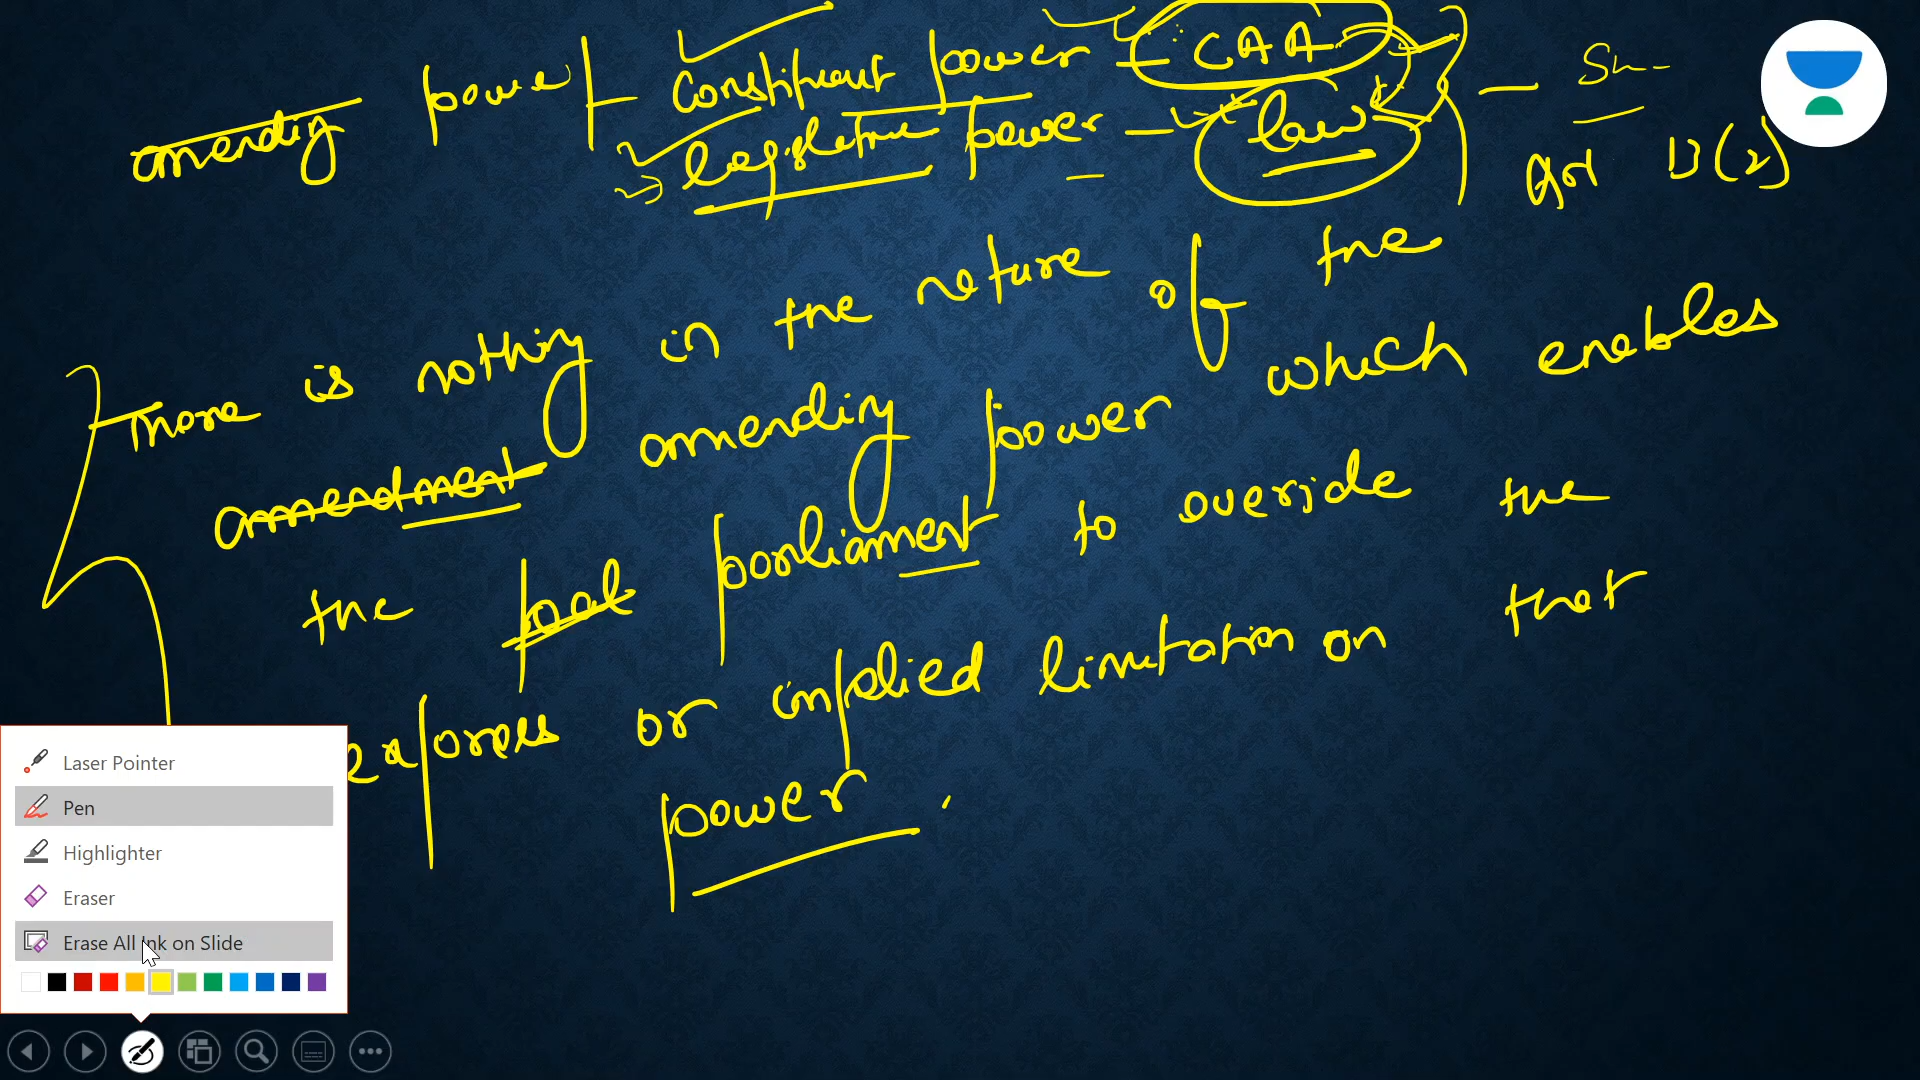 amending power - Constituent power - CAA
Legislative power - law
Art 13(2)
There is nothing in the nature of the
amendment amending power which enables
the parliament to override the
express or implied limitation on that
power.
Laser Pointer
Pen
Highlighter
Eraser
Erase All Ink on Slide